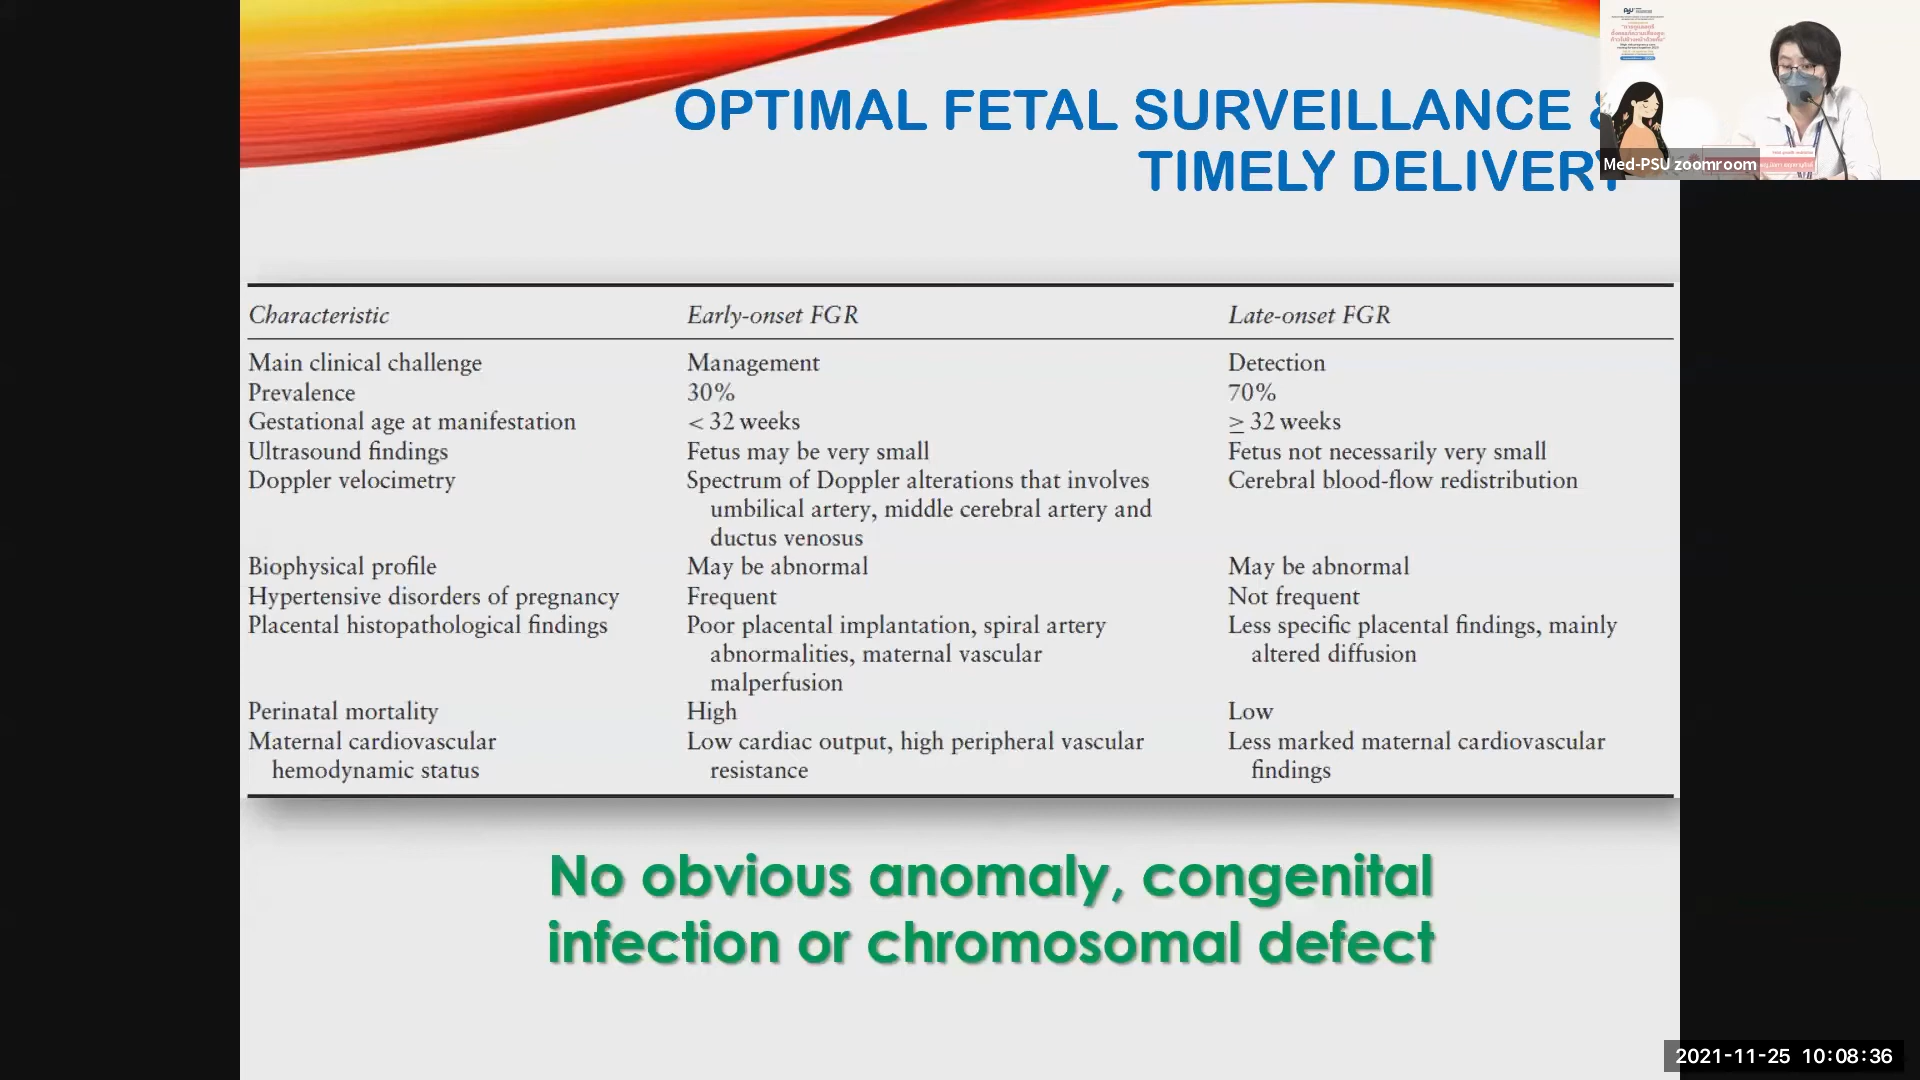 OPTIMAL FETAL SURVEILLANCE &
TIMELY DELIVERY
Med-PSU zoomroom
Characteristic Early-onset FGR Late-onset FGR
Main clinical challenge Management Detection
Prevalence 30% 70%
Gestational age at manifestation < 32 weeks ≥ 32 weeks
Ultrasound findings Fetus may be very small Fetus not necessarily very small
Doppler velocimetry Spectrum of Doppler alterations that involves Cerebral blood-flow redistribution
umbilical artery, middle cerebral artery and
ductus venosus
Biophysical profile May be abnormal May be abnormal
Hypertensive disorders of pregnancy Frequent Not frequent
Placental histopathological findings Poor placental implantation, spiral artery Less specific placental findings, mainly
abnormalities, maternal vascular altered diffusion
malperfusion
Perinatal mortality High Low
Maternal cardiovascular Low cardiac output, high peripheral vascular Less marked maternal cardiovascular
hemodynamic status resistance findings
No obvious anomaly, congenital
infection or chromosomal defect
2021-11-25 10:08:36